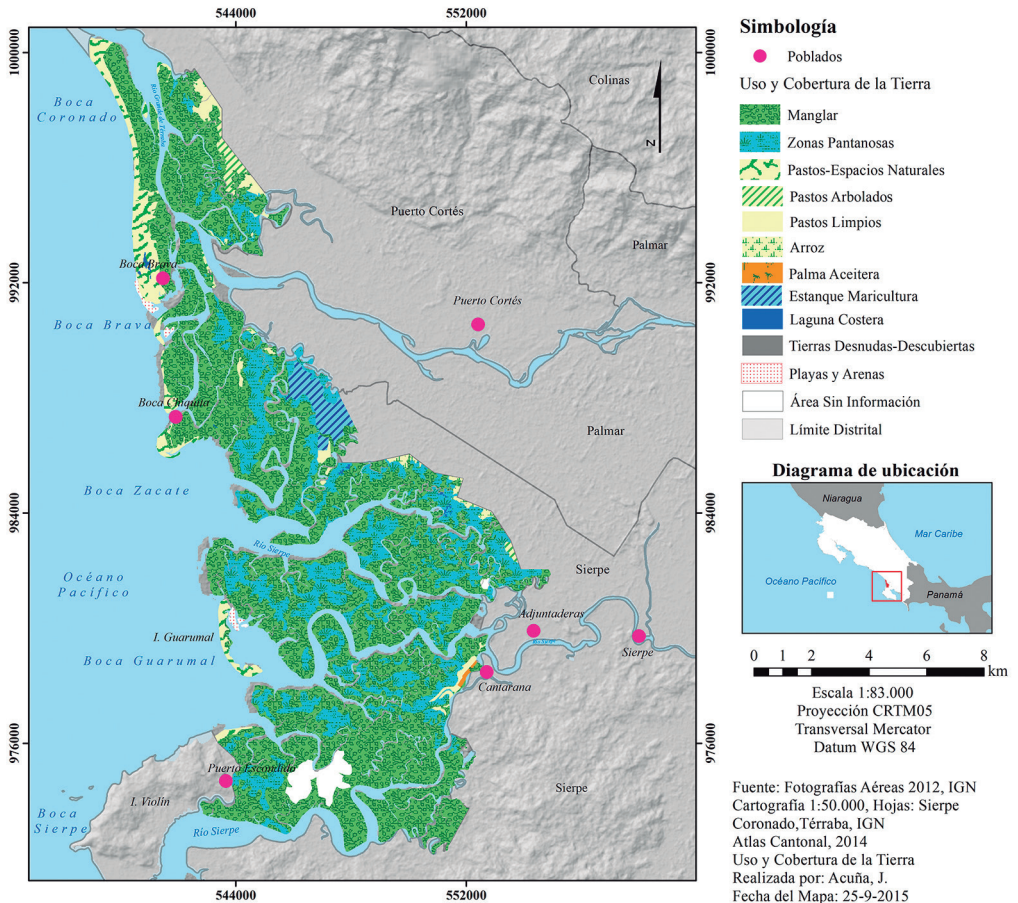 544000
552000
1000000
992000
984000
976000
1000000
992000
984000
976000
544000
552000
Boca
Coronado
Río Grande de Térraba
Colinas
N
Puerto Cortés
Palmar
Boca Brava
Puerto Cortés
Boca Brava
Palmar
Boca Chiquita
Boca Zacate
Río Sierpe
Océano
Pacífico
Sierpe
Adjuntaderas
I. Guarumal
Boca Guarumal
Sierpe
Cantarana
Puerto Escondido
I. Violín
Sierpe
Boca
Sierpe
Río Sierpe
Simbología
Poblados
Uso y Cobertura de la Tierra
Manglar
Zonas Pantanosas
Pastos-Espacios Naturales
Pastos Arbolados
Pastos Limpios
Arroz
Palma Aceitera
Estanque Maricultura
Laguna Costera
Tierras Desnudas-Descubiertas
Playas y Arenas
Área Sin Información
Límite Distrital
Diagrama de ubicación
Niaragua
Mar Caribe
Océano Pacifico
Panamá
0 1 2 4 6 8
km
Escala 1:83.000
Proyección CRTM05
Transversal Mercator
Datum WGS 84
Fuente: Fotografías Aéreas 2012, IGN
Cartografía 1:50.000, Hojas: Sierpe
Coronado,Térraba, IGN
Atlas Cantonal, 2014
Uso y Cobertura de la Tierra
Realizada por: Acuña, J.
Fecha del Mapa: 25-9-2015